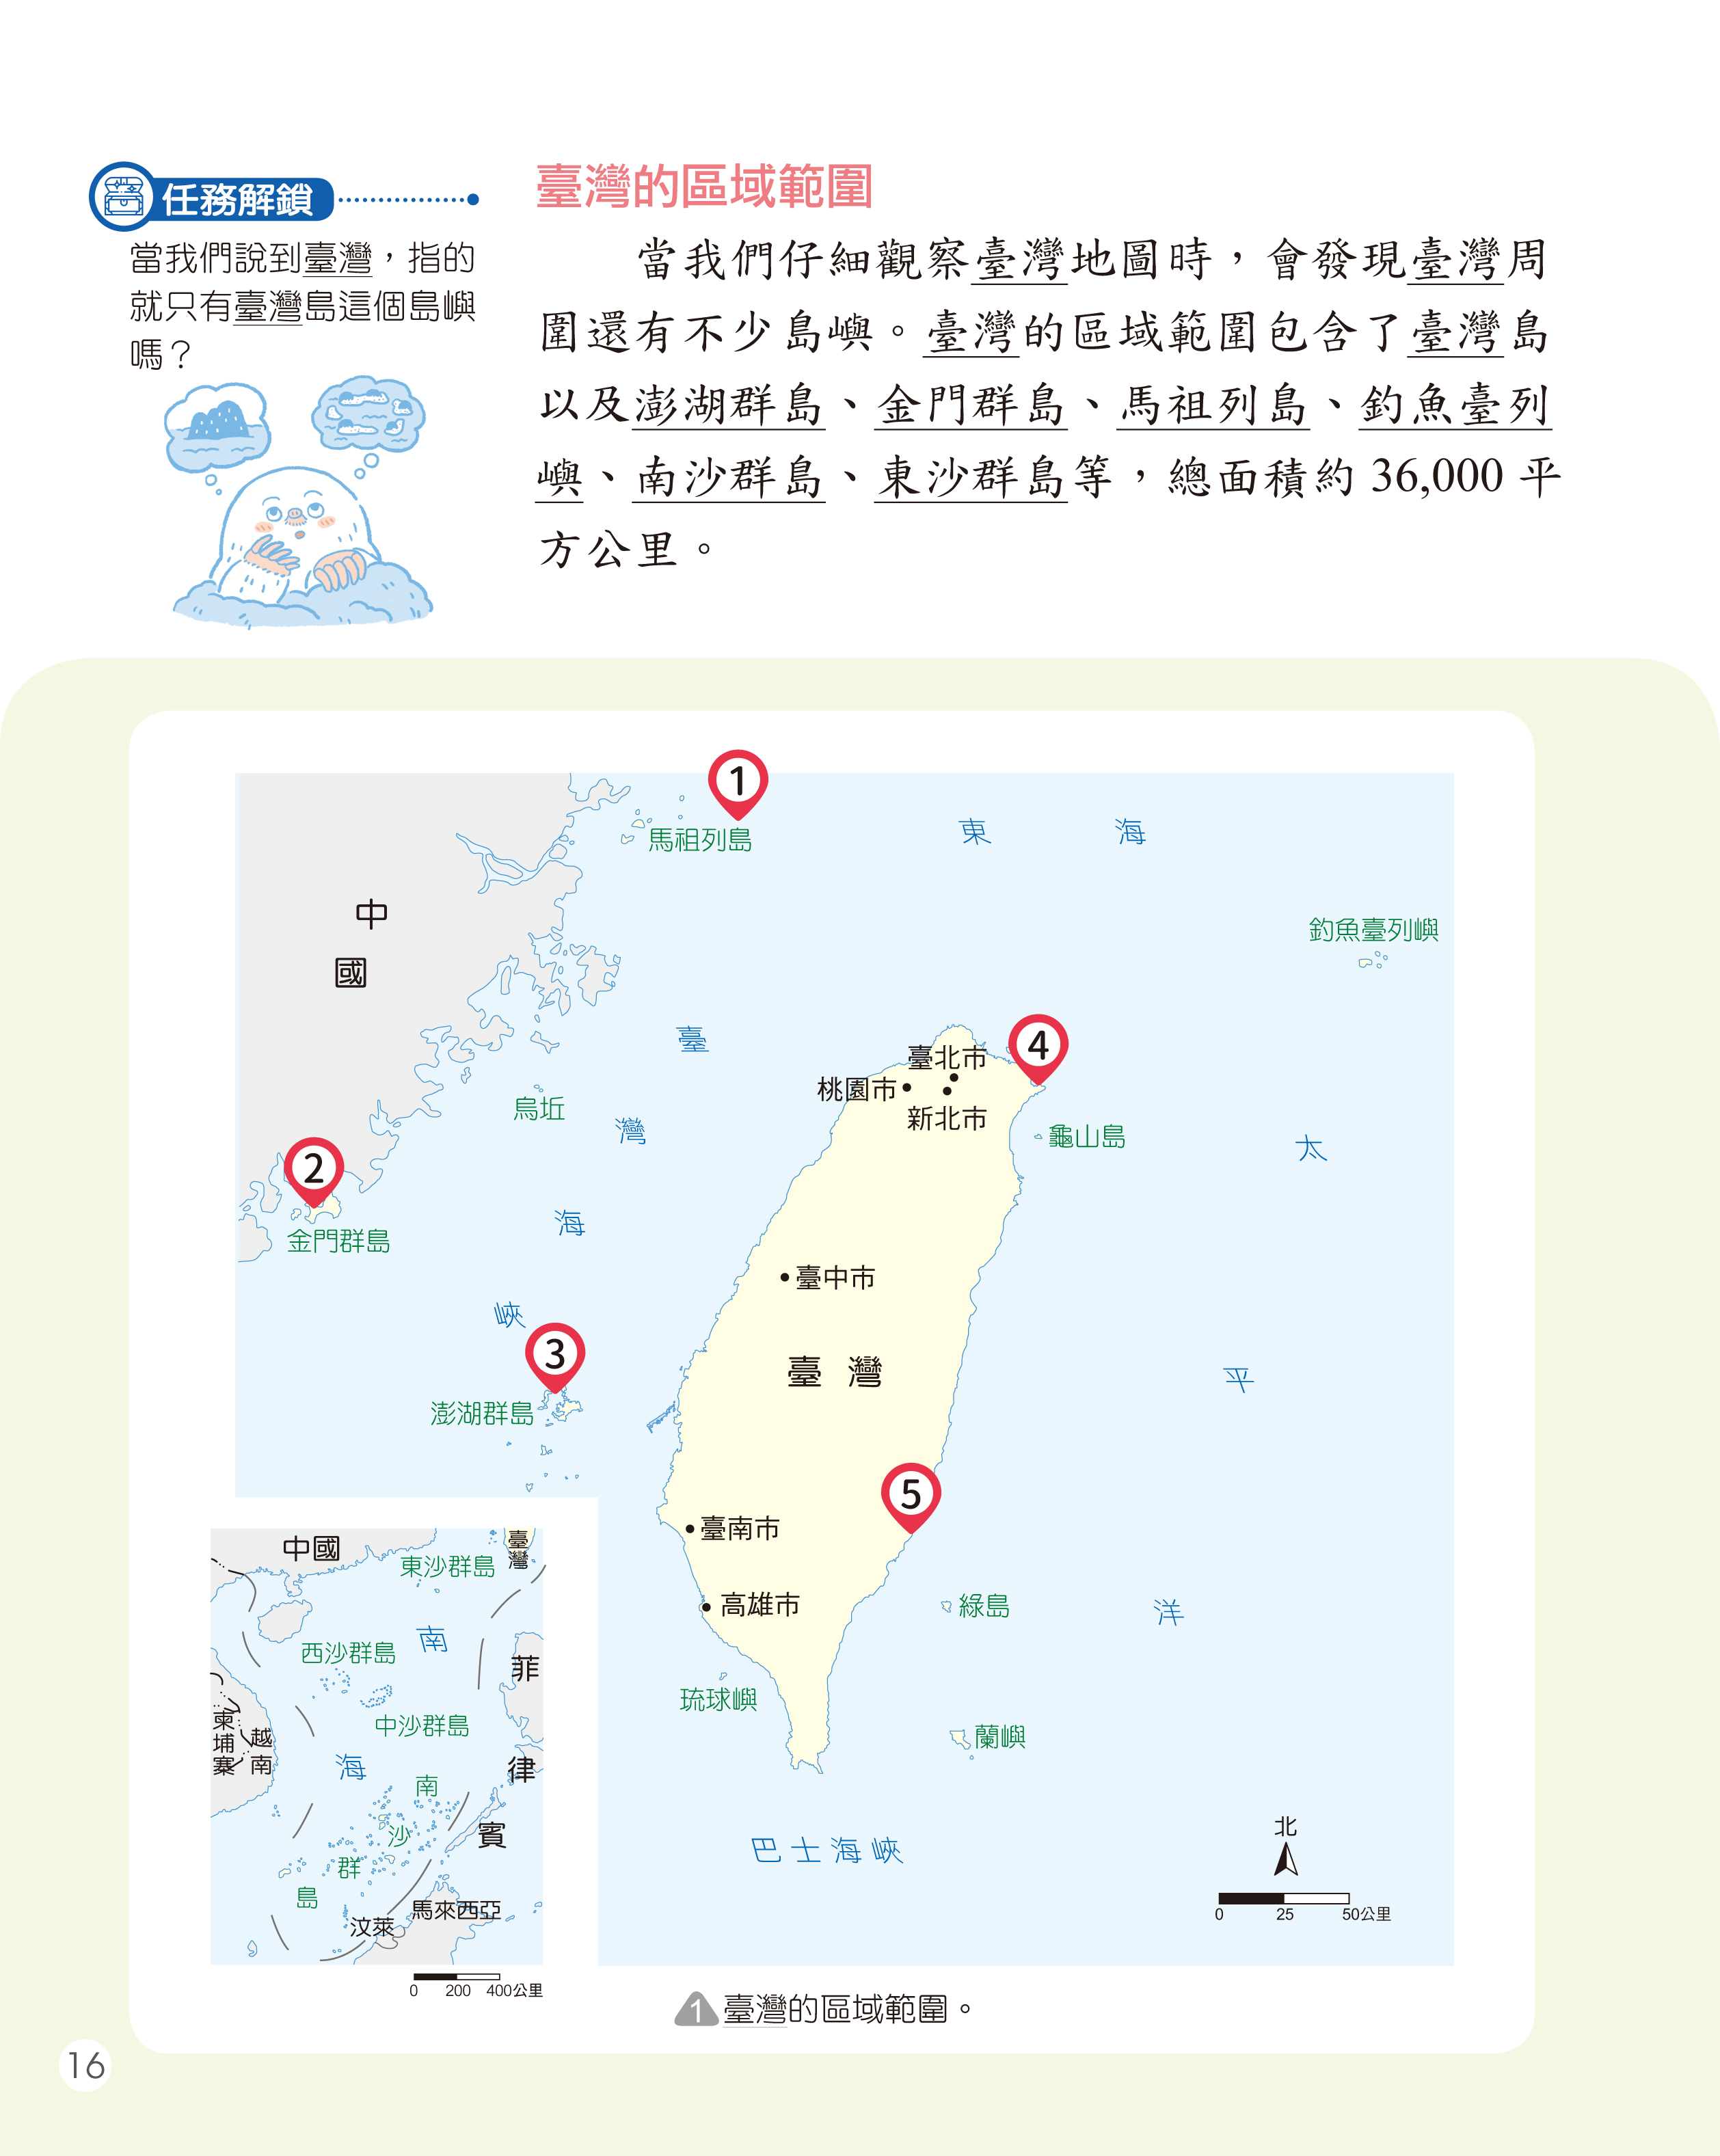 任務解鎖
當我們說到臺灣，指的
就只有臺灣島這個島嶼
嗎？
臺灣的區域範圍
當我們仔細觀察臺灣地圖時，會發現臺灣周
圍還有不少島嶼。臺灣的區域範圍包含了臺灣島
以及澎湖群島、金門群島、馬祖列島、釣魚臺列
嶼、南沙群島、東沙群島等，總面積約 36,000 平
方公里。
1
馬祖列島
東海
中國
釣魚臺列嶼
臺灣海峽
4
臺北市
桃園市
新北市
烏坵
龜山島
太平洋
2
金門群島
臺中市
3
澎湖群島
臺灣
5
臺南市
高雄市
綠島
琉球嶼
蘭嶼
巴士海峽
北
0 25 50公里
中國
臺灣
東沙群島
南海
西沙群島
菲律賓
中沙群島
柬埔寨
越南
南沙群島
馬來西亞
汶萊
0 200 400公里
1 臺灣的區域範圍。
16